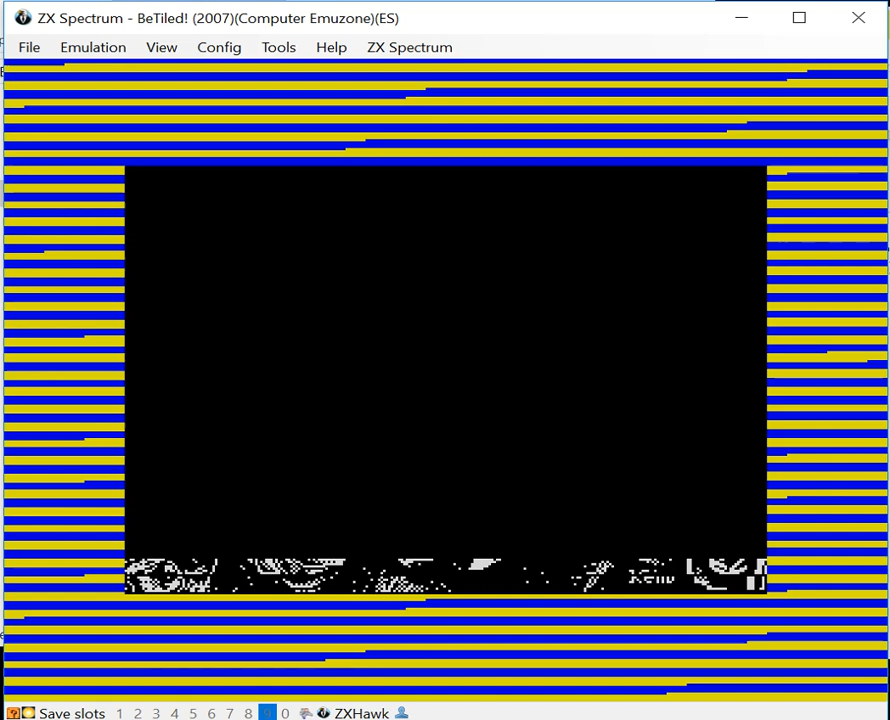 ZX Spectrum - BeTiled! (2007)(Computer Emuzone)(ES)
File Emulation View Config Tools Help ZX Spectrum
Save slots 1 2 3 4 5 6 7 8 9 0 ZXHawk